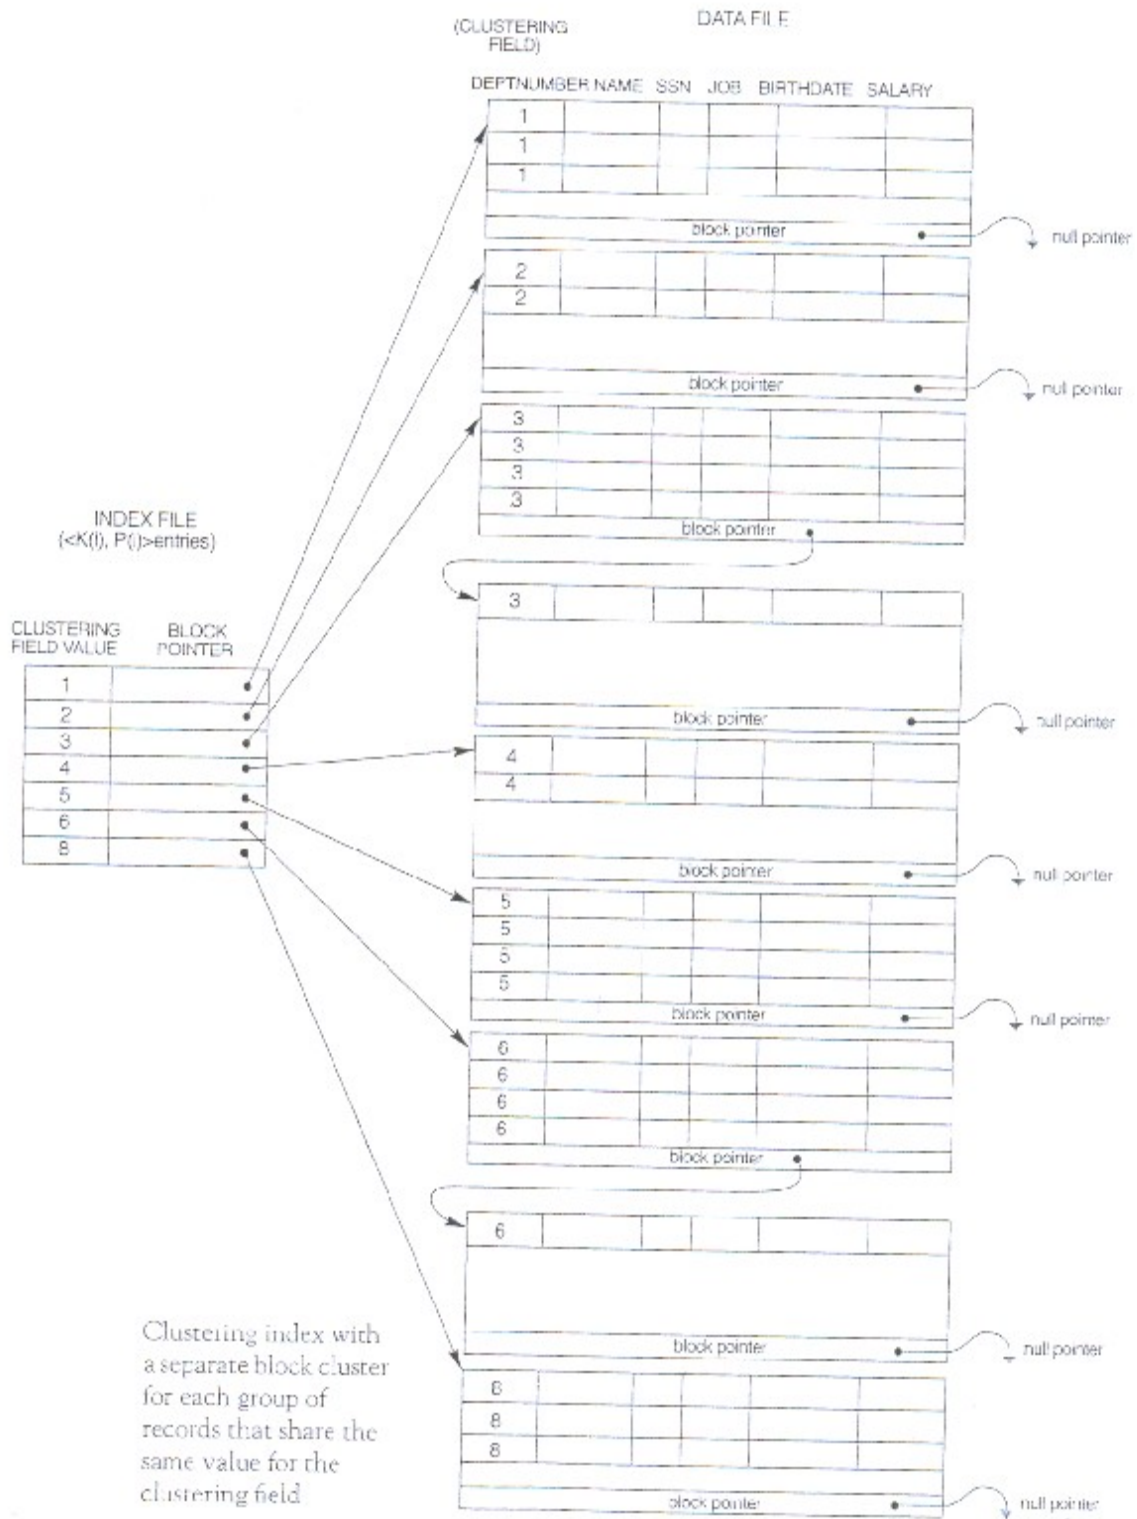 DATA FILE
(CLUSTERING
FIELD)
DEPTNUMBER NAME SSN JOB BIRTHDATE SALARY
1
1
1
block pointer
null pointer
2
2
block pointer
null pointer
3
3
3
3
block pointer
3
block pointer
null pointer
4
4
block pointer
null pointer
5
5
5
5
block pointer
null pointer
6
6
6
6
block pointer
6
block pointer
null pointer
8
8
8
block pointer
null pointer
INDEX FILE
(<K(i), P(i)>entries)
CLUSTERING
FIELD VALUE
BLOCK
POINTER
1
2
3
4
5
6
8
Clustering index with
a separate block cluster
for each group of
records that share the
same value for the
clustering field